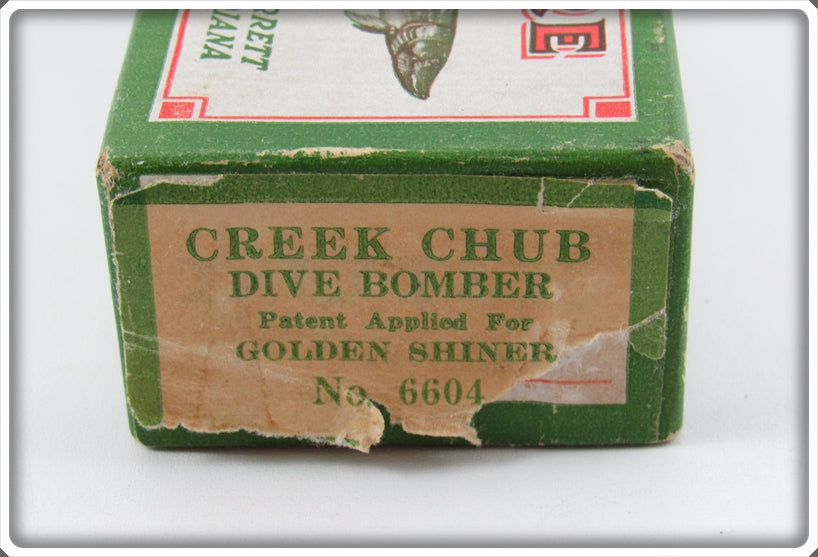 CREEK CHUB
DIVE BOMBER
Patent Applied For
GOLDEN SHINER
No. 6604